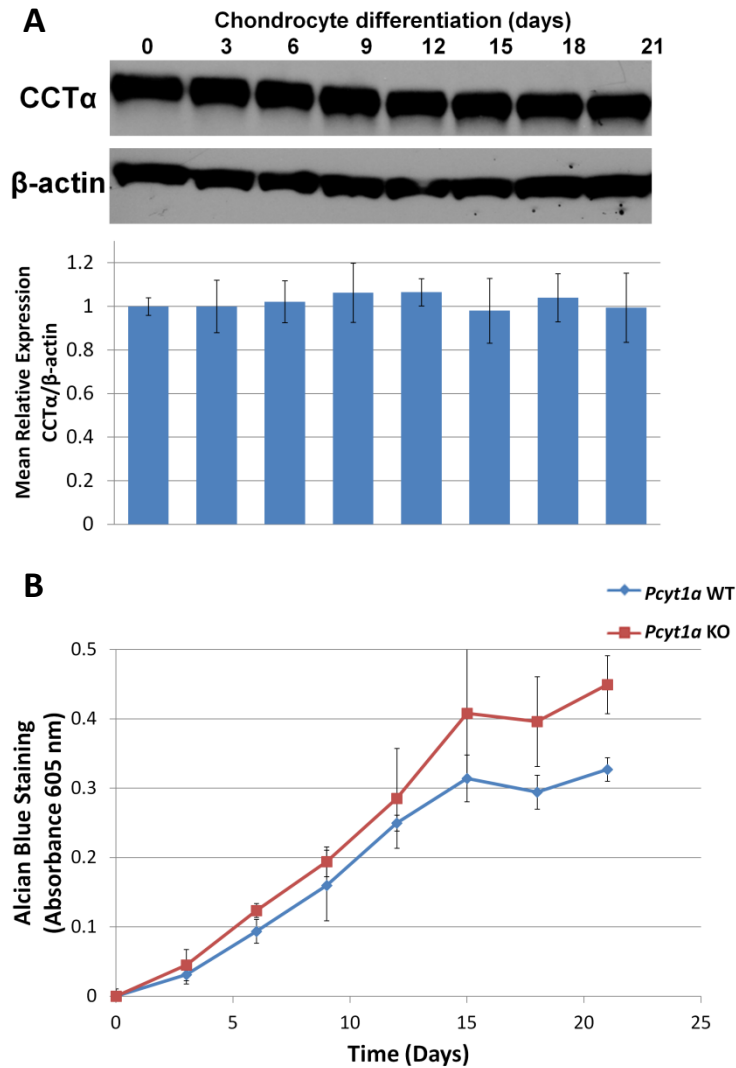 A
Chondrocyte differentiation (days)
0 3 6 9 12 15 18 21
CCTα
β-actin
Mean Relative Expression
CCTα/β-actin
1.2
1
0.8
0.6
0.4
0.2
0
B
Pcyt1a WT
Pcyt1a KO
Alcian Blue Staining
(Absorbance 605 nm)
0.5
0.4
0.3
0.2
0.1
0
0 5 10 15 20 25
Time (Days)